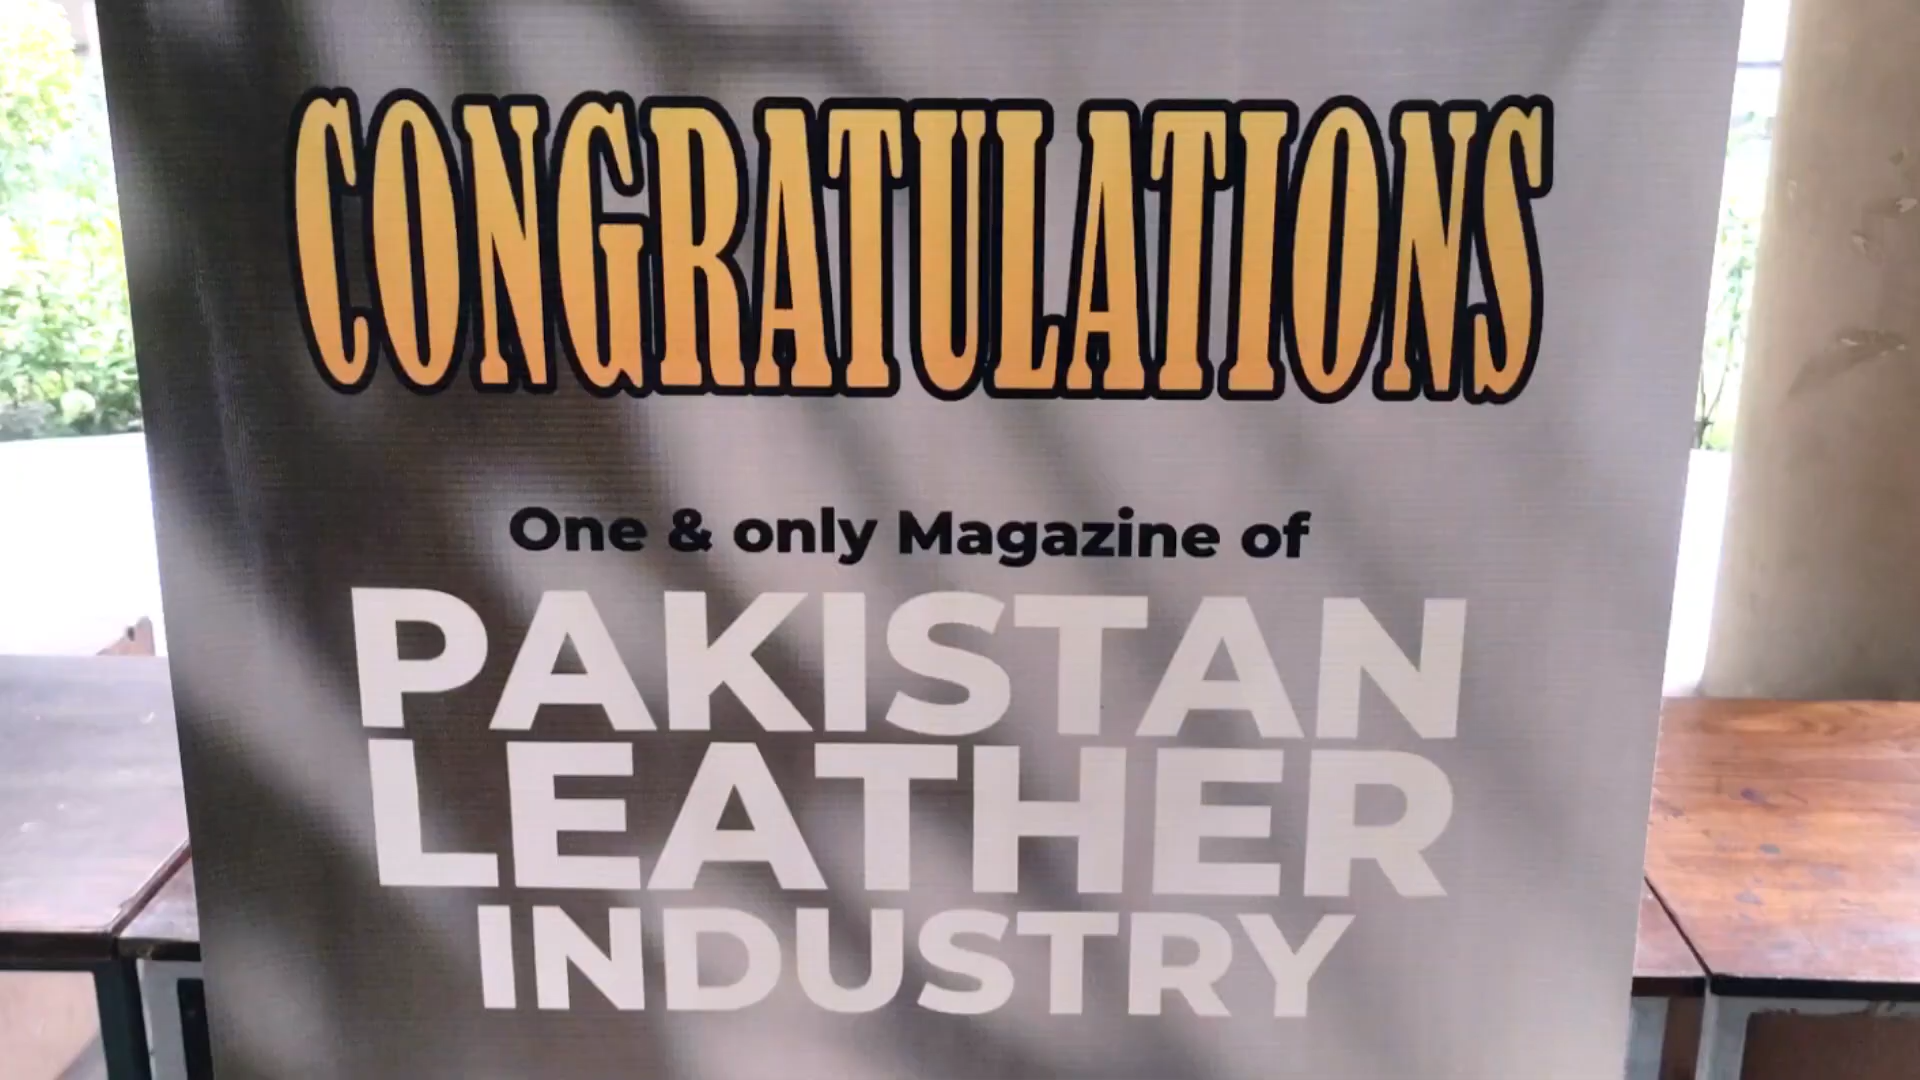 CONGRATULATIONS
One & only Magazine of
PAKISTAN
LEATHER
INDUSTRY